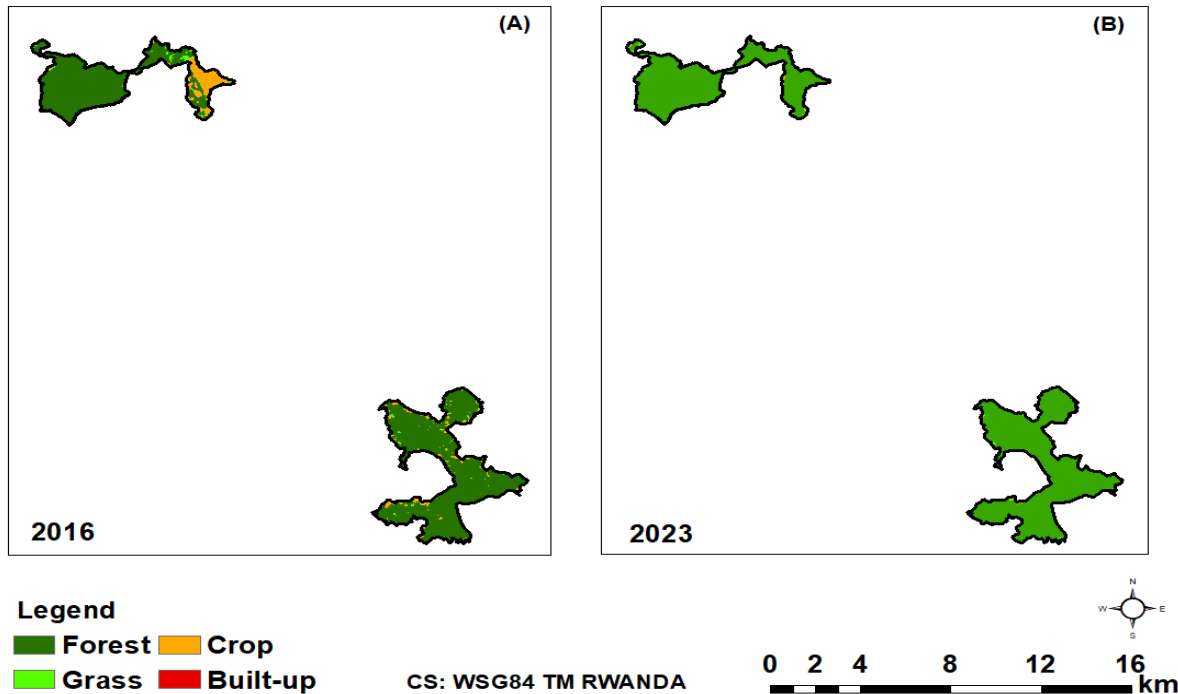 (A)
(B)
2016
2023
Legend
Forest
Crop
Grass
Built-up
CS: WSG84 TM RWANDA
N
W
E
S
0 2 4 8 12 16
km